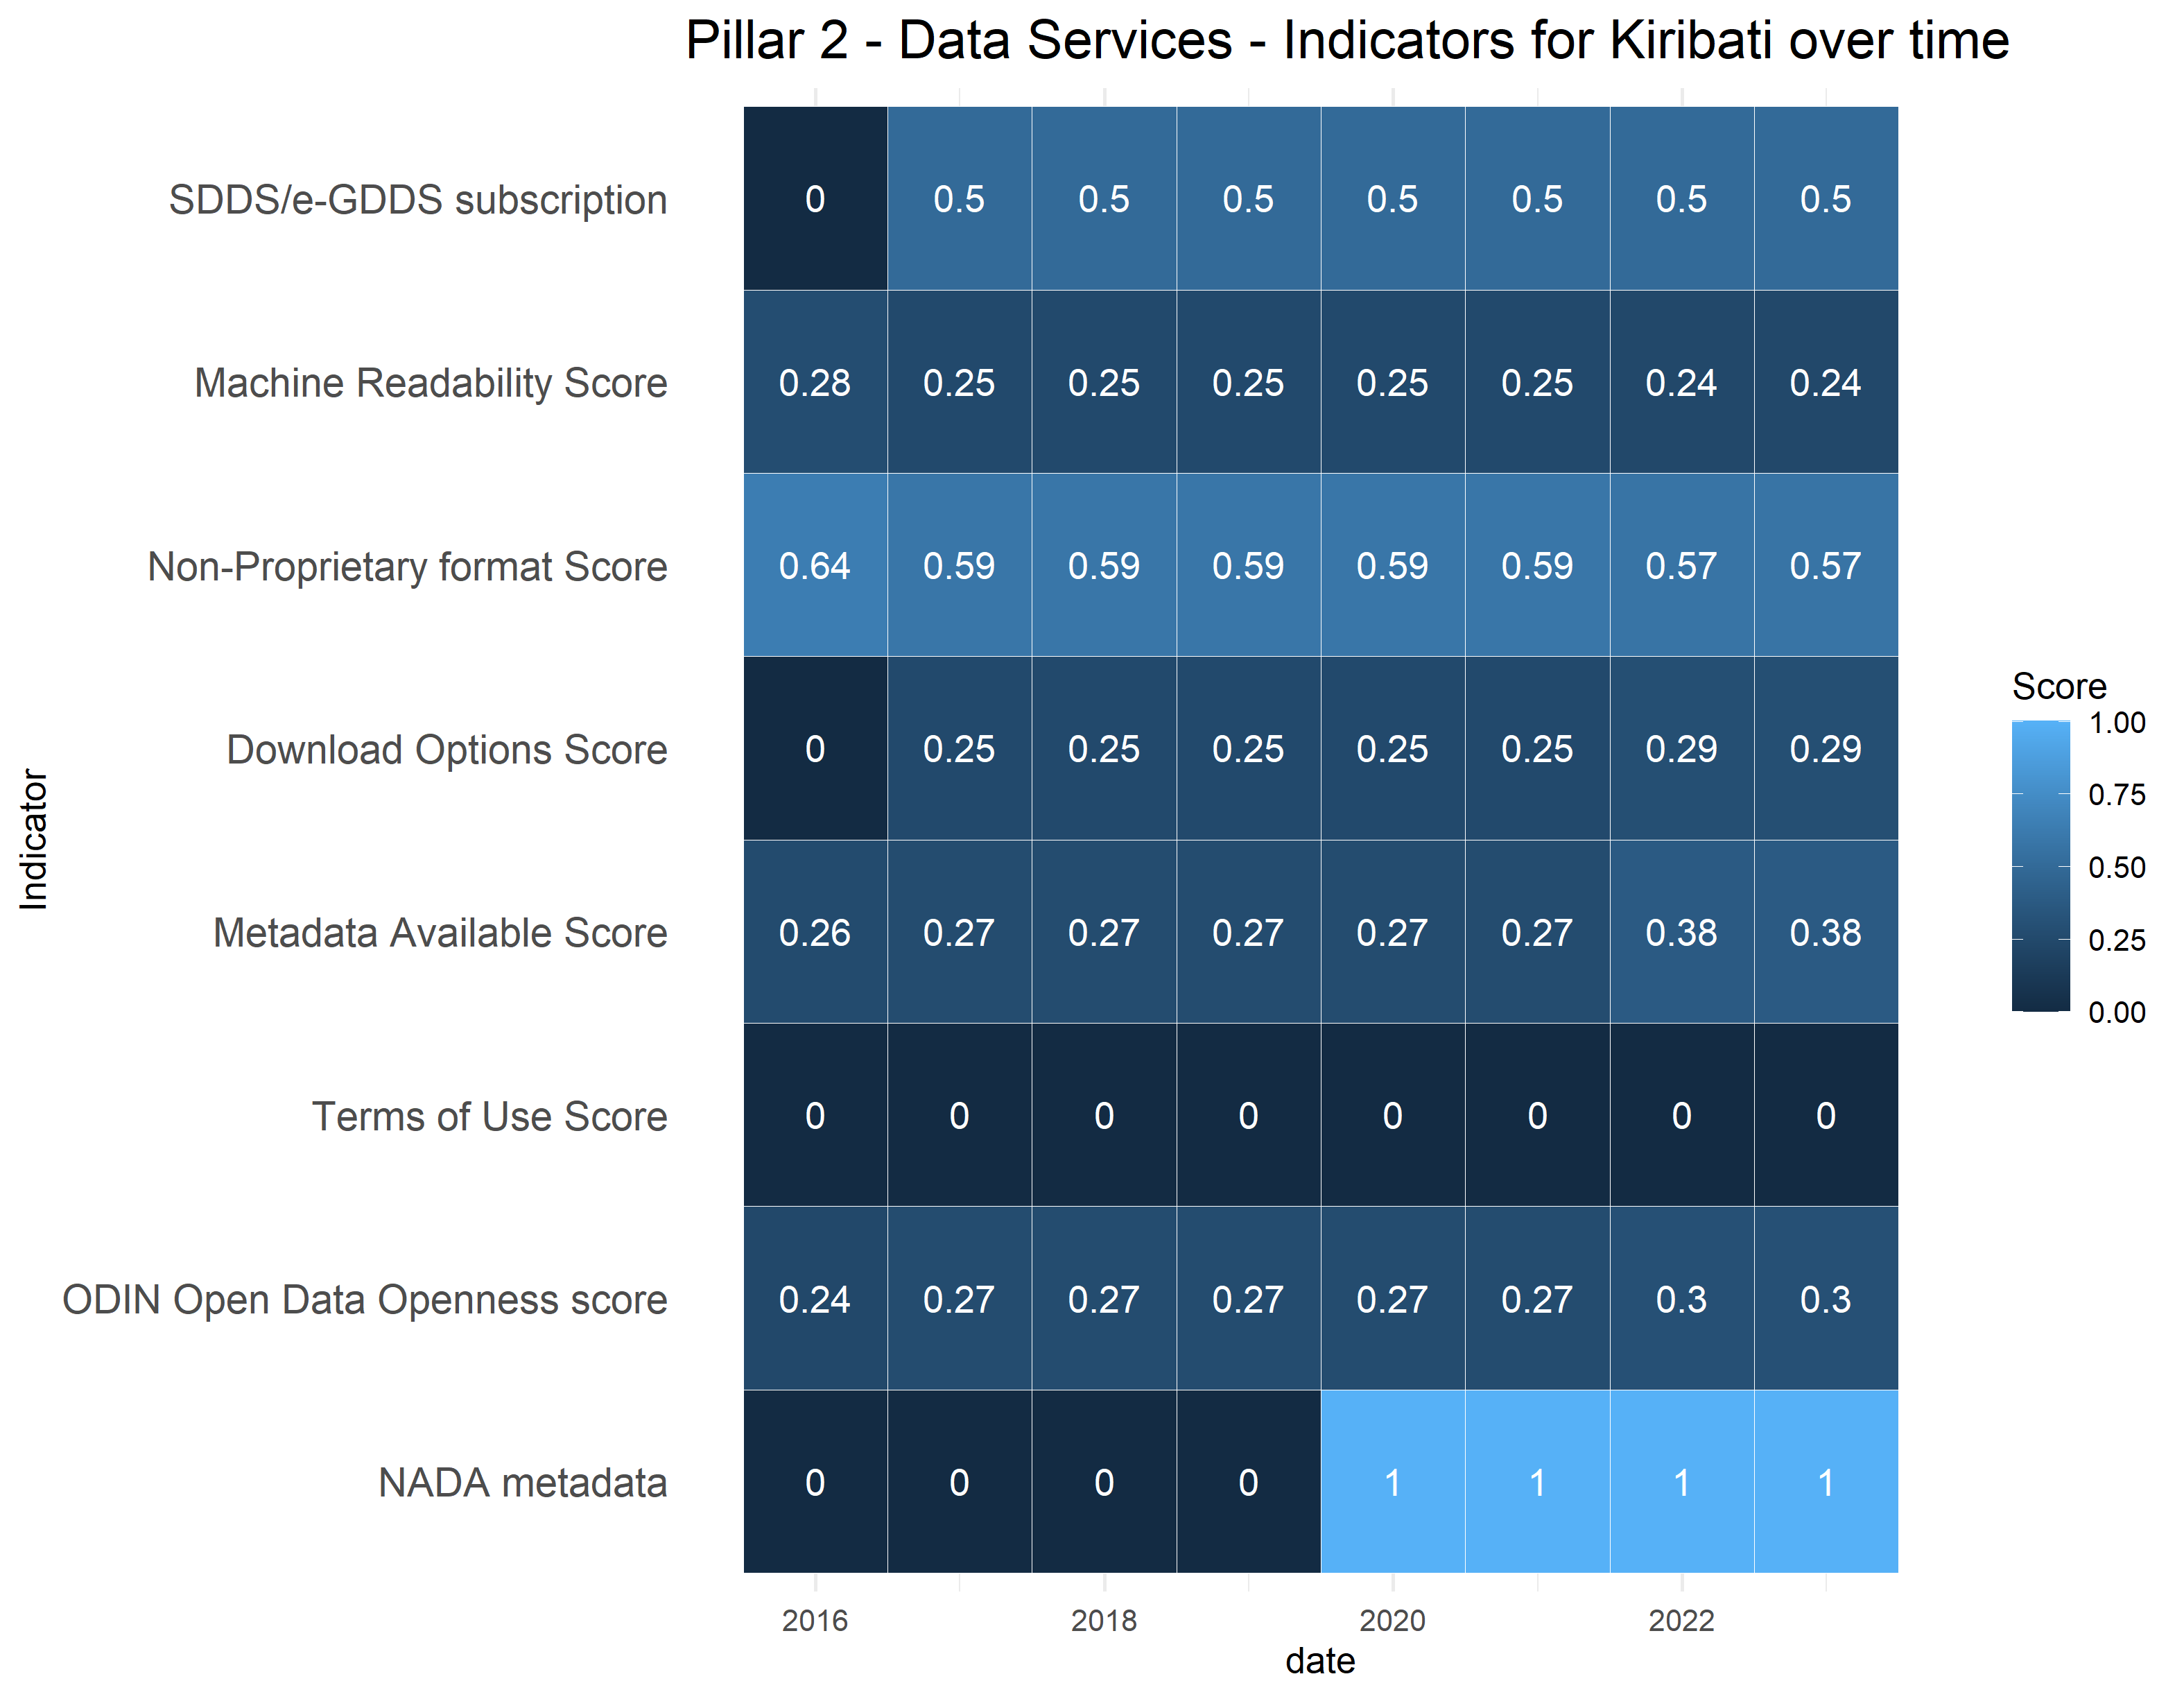 Pillar 2 - Data Services - Indicators for Kiribati over time
SDDS/e-GDDS subscription 0 0.5 0.5 0.5 0.5 0.5 0.5 0.5
Machine Readability Score 0.28 0.25 0.25 0.25 0.25 0.25 0.24 0.24
Non-Proprietary format Score 0.64 0.59 0.59 0.59 0.59 0.59 0.57 0.57
Download Options Score 0 0.25 0.25 0.25 0.25 0.25 0.29 0.29
Metadata Available Score 0.26 0.27 0.27 0.27 0.27 0.27 0.38 0.38
Terms of Use Score 0 0 0 0 0 0 0 0
ODIN Open Data Openness score 0.24 0.27 0.27 0.27 0.27 0.27 0.3 0.3
NADA metadata 0 0 0 0 1 1 1 1
2016 2018 2020 2022
date
Indicator
Score
1.00
0.75
0.50
0.25
0.00